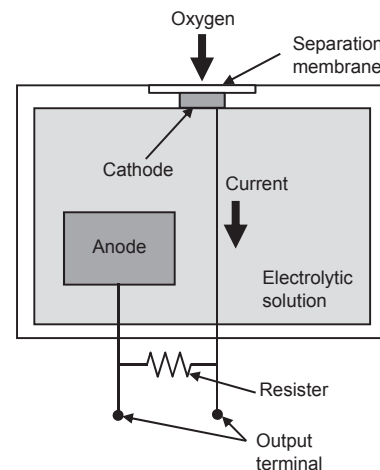 Oxygen
Separation
membrane
Cathode
Current
Anode
Electrolytic
solution
Resister
Output
terminal